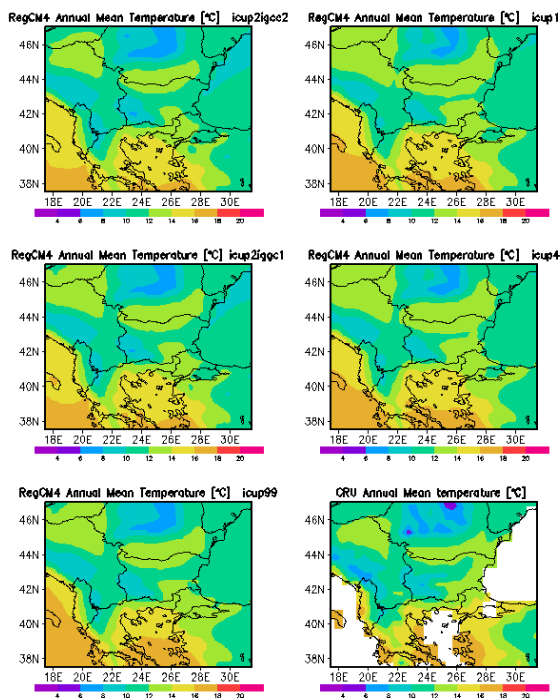 RegCM4 Annual Mean Temperature [°C] icup2igcc2
46N
44N
42N
40N
38N
18E 20E 22E 24E 26E 28E 30E
4 6 8 10 12 14 16 18 20
RegCM4 Annual Mean Temperature [°C] icup1
46N
44N
42N
40N
38N
18E 20E 22E 24E 26E 28E 30E
4 6 8 10 12 14 16 18 20
RegCM4 Annual Mean Temperature [°C] icup2iggc1
46N
44N
42N
40N
38N
18E 20E 22E 24E 26E 28E 30E
4 6 8 10 12 14 16 18 20
RegCM4 Annual Mean Temperature [°C] icup4
46N
44N
42N
40N
38N
18E 20E 22E 24E 26E 28E 30E
4 6 8 10 12 14 16 18 20
RegCM4 Annual Mean Temperature [°C] icup99
46N
44N
42N
40N
38N
18E 20E 22E 24E 26E 28E 30E
4 6 8 10 12 14 16 18 20
CRU Annual Mean temperature [°C]
46N
44N
42N
40N
38N
18E 20E 22E 24E 26E 28E 30E
4 6 8 10 12 14 16 18 20